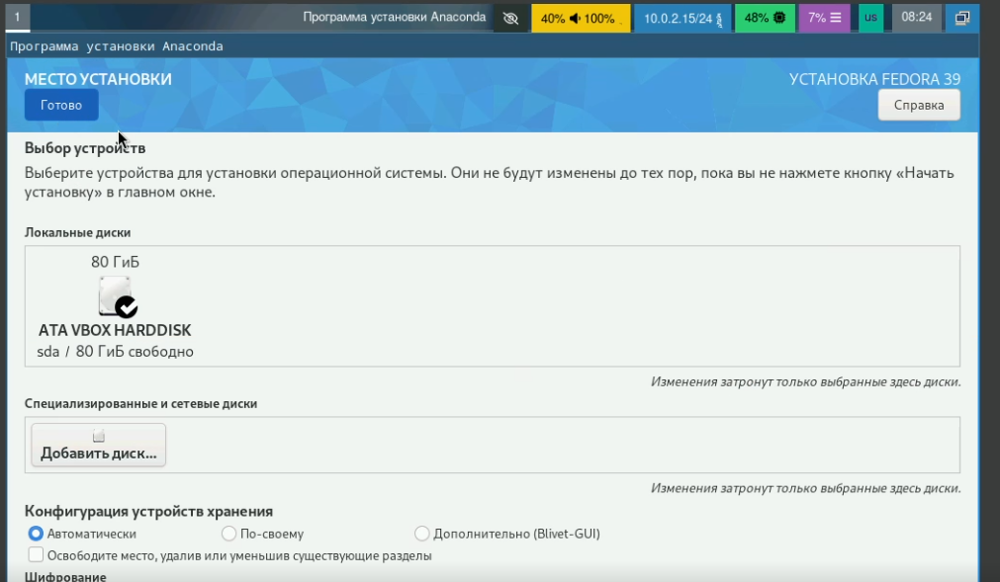 1
Программа установки Anaconda
40% 100%
10.0.2.15/24
48%
7%
us
08:24
Программа установки Anaconda
МЕСТО УСТАНОВКИ
УСТАНОВКА FEDORA 39
Готово
Справка
Выбор устройств
Выберите устройства для установки операционной системы. Они не будут изменены до тех пор, пока вы не нажмете кнопку «Начать
установку» в главном окне.
Локальные диски
80 ГиБ
ATA VBOX HARDDISK
sda / 80 ГиБ свободно
Изменения затронут только выбранные здесь диски.
Специализированные и сетевые диски
Добавить диск...
Изменения затронут только выбранные здесь диски.
Конфигурация устройств хранения
Автоматически
По-своему
Дополнительно (Blivet-GUI)
Освободите место, удалив или уменьшив существующие разделы
Шифрование